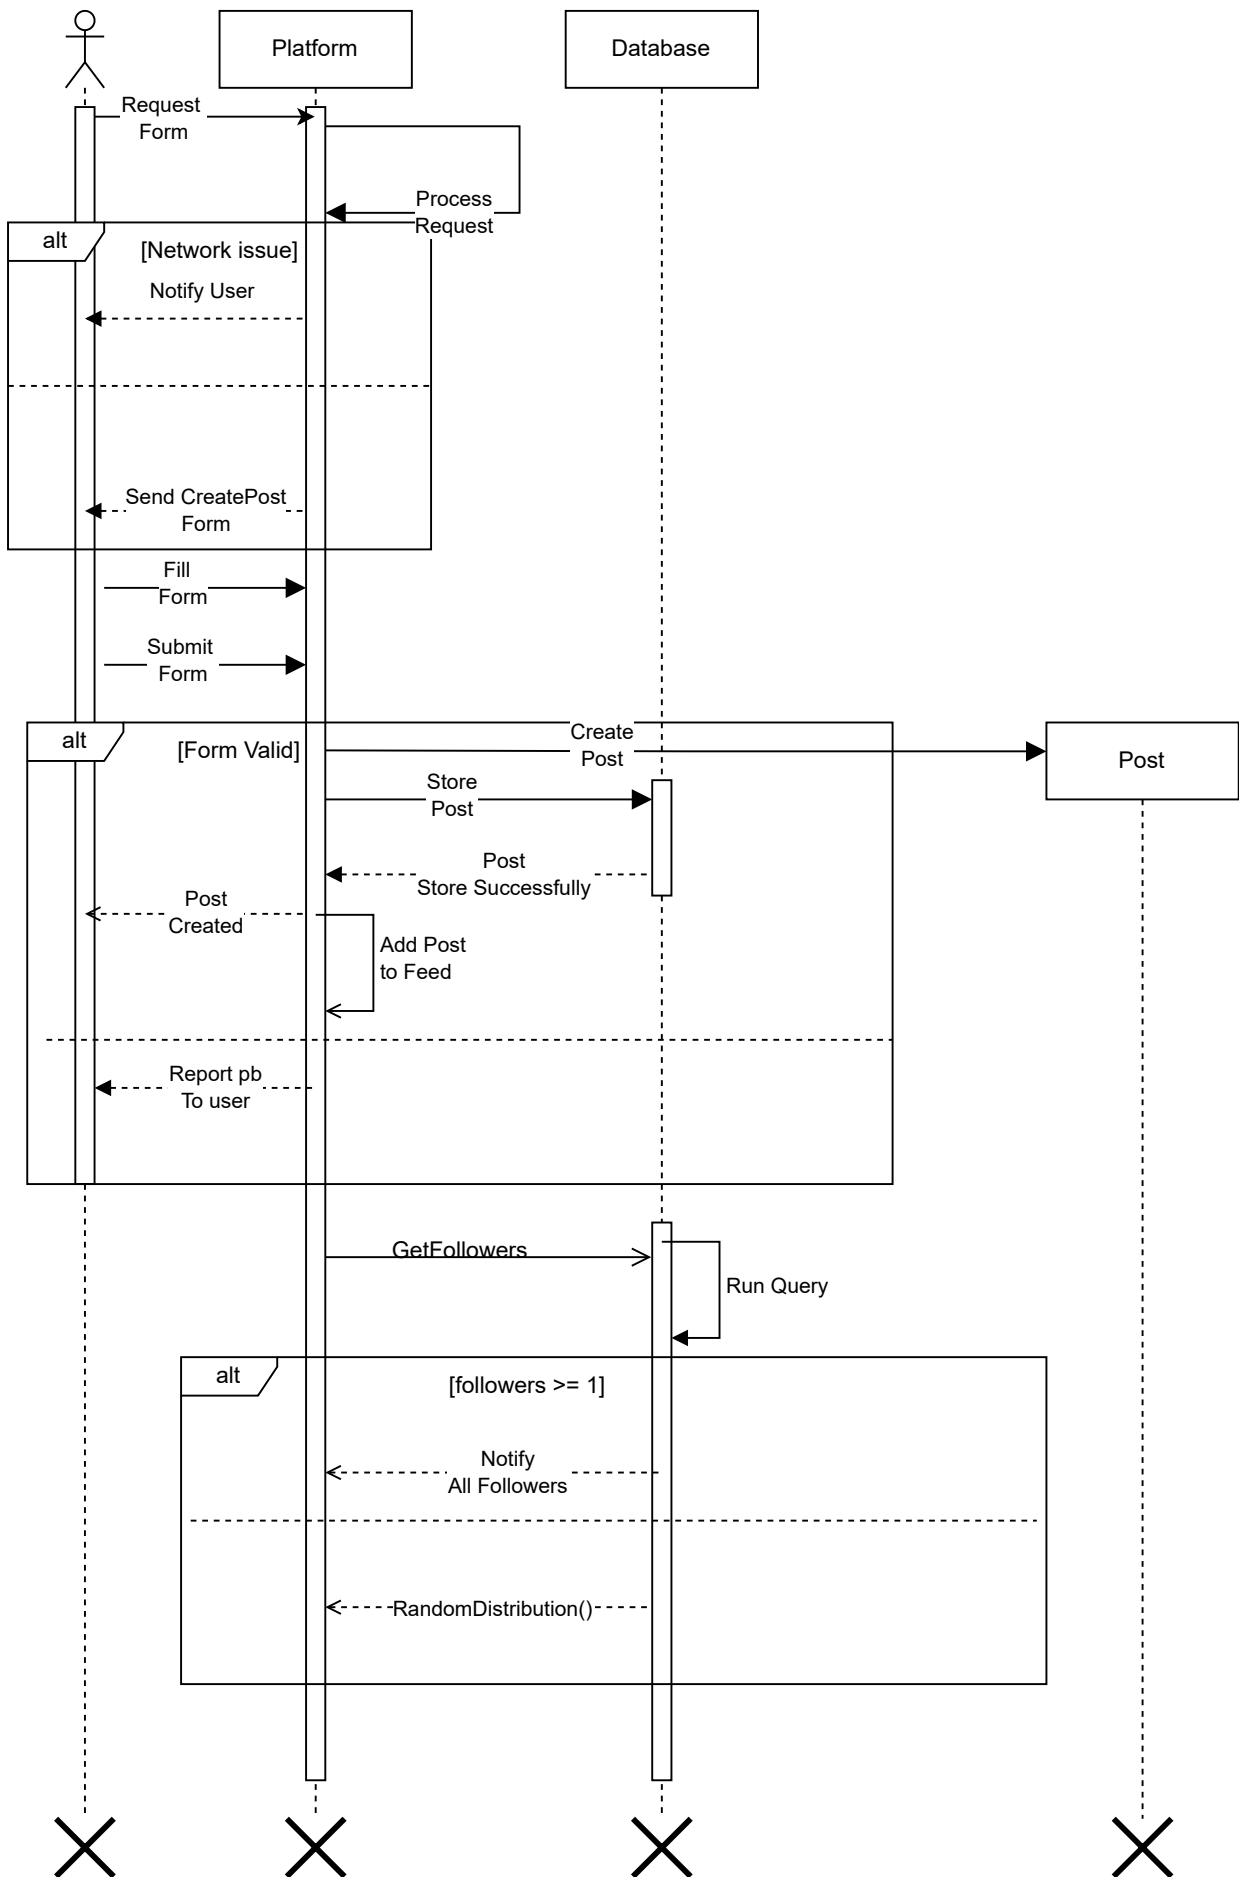 Platform
Database
Request
Form
Process
Request
alt
[Network issue]
Notify User
Send CreatePost
Form
Fill
Form
Submit
Form
alt
[Form Valid]
Create
Post
Post
Store
Post
Post
Store Successfully
Post
Created
Add Post
to Feed
Report pb
To user
GetFollowers
Run Query
alt
[followers >= 1]
Notify
All Followers
RandomDistribution()